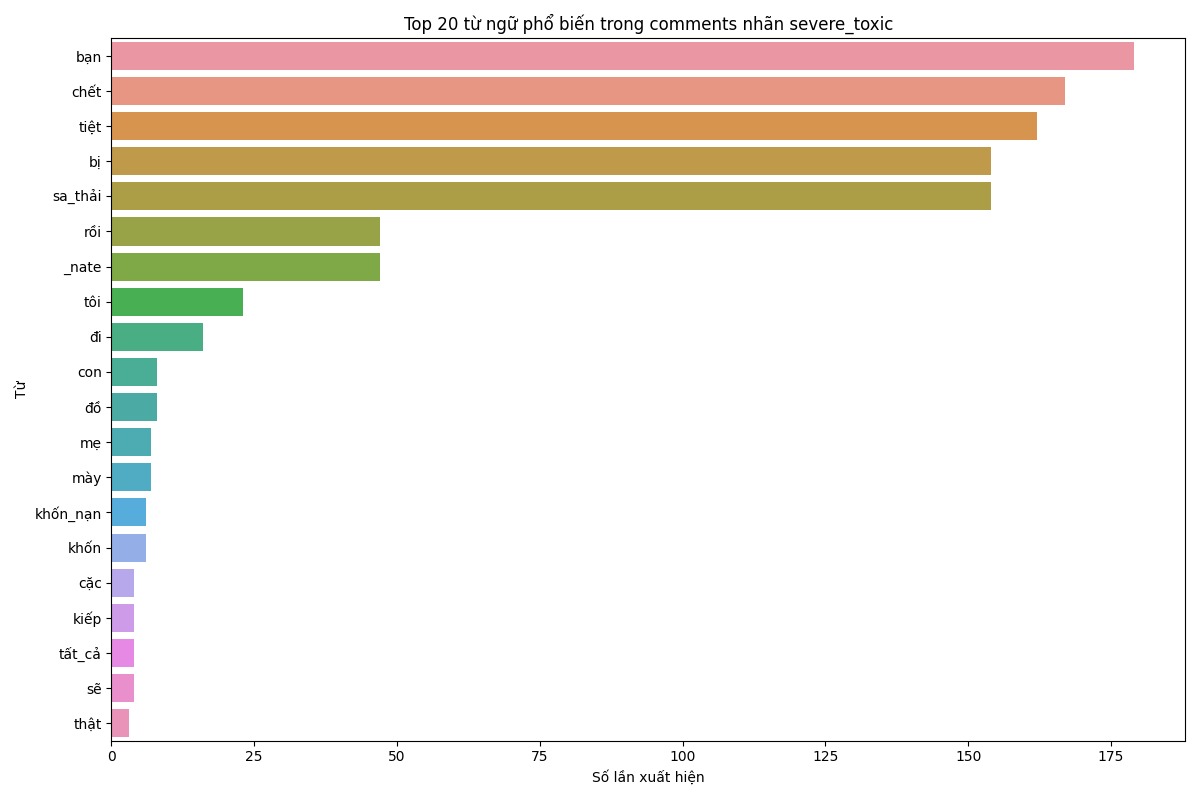 Top 20 từ ngữ phổ biến trong comments nhãn severe_toxic
bạn
chết
tiệt
bị
sa_thải
rồi
_nate
tôi
đi
con
đồ
mẹ
mày
khốn_nạn
khốn
cặc
kiếp
tất_cả
sẽ
thật
Từ
0 25 50 75 100 125 150 175
Số lần xuất hiện